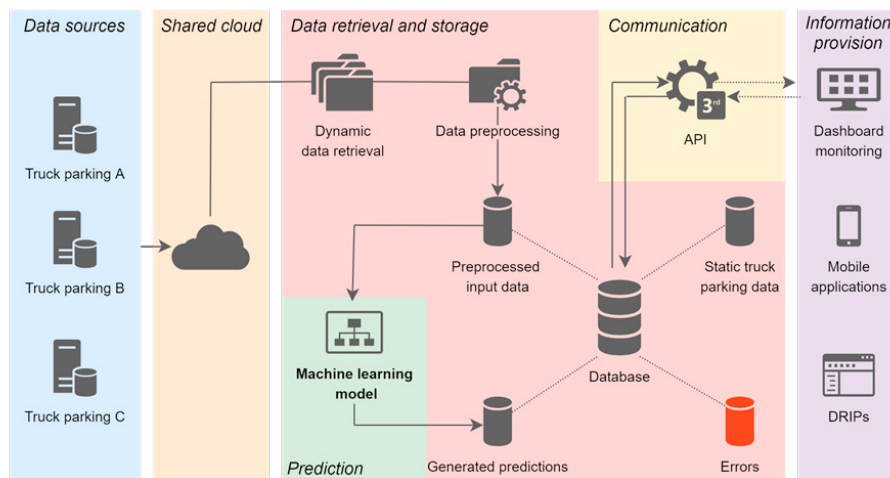 Data sources
Shared cloud
Data retrieval and storage
Communication
Information
provision
Truck parking A
Truck parking B
Truck parking C
Dynamic
data retrieval
Data preprocessing
3rd
API
Dashboard
monitoring
Preprocessed
input data
Static truck
parking data
Mobile
applications
Machine learning
model
Database
Generated predictions
Errors
DRIPs
Prediction